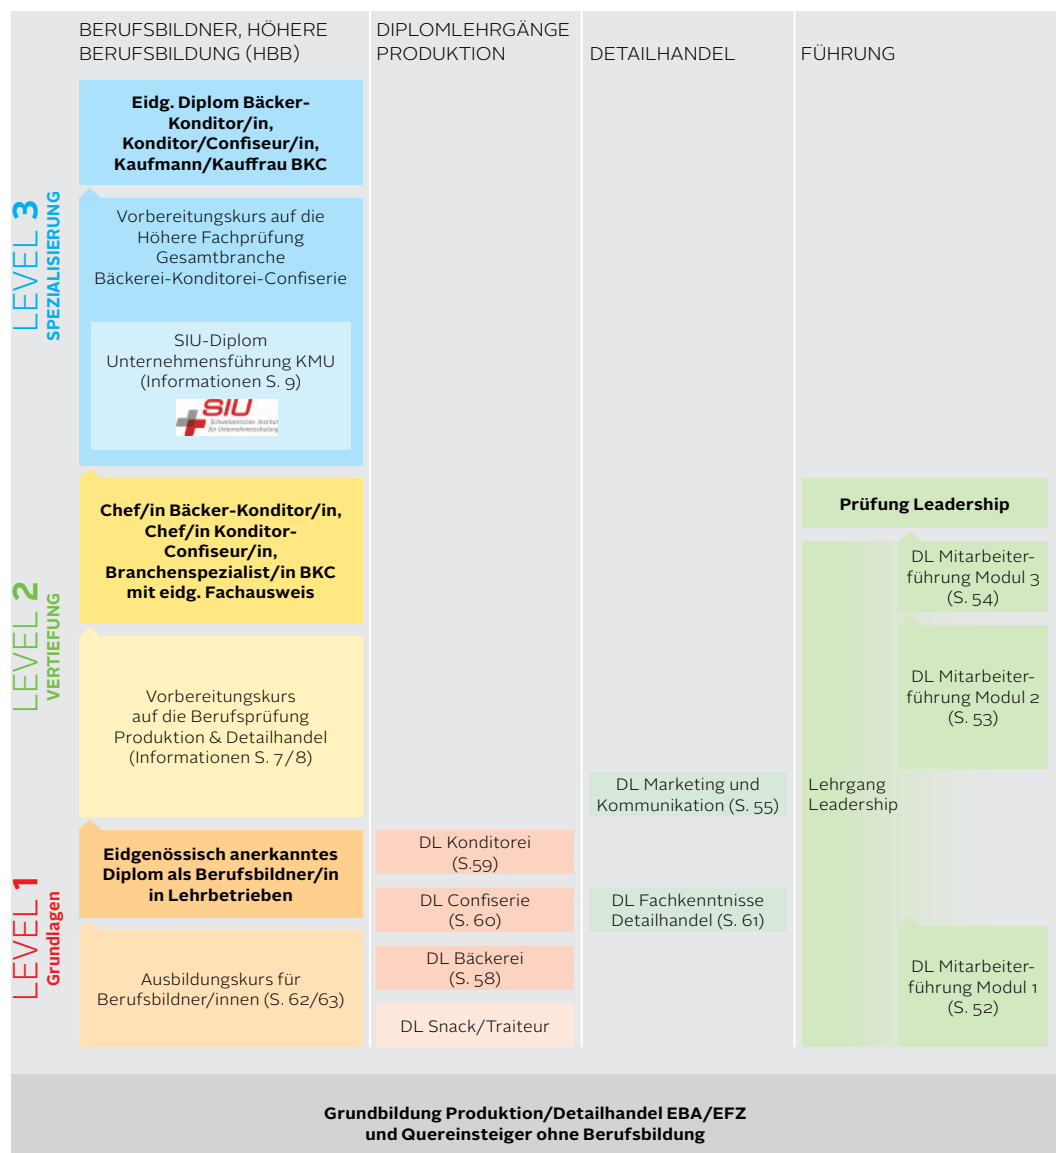 BERUFSBILDNER, HÖHERE
BERUFSBILDUNG (HBB)
DIPLOMLEHRGÄNGE
PRODUKTION
DETAILHANDEL
FÜHRUNG
LEVEL 3
SPEZIALISIERUNG
Eidg. Diplom Bäcker-
Konditor/in,
Konditor/Confiseur/in,
Kaufmann/Kauffrau BKC
Vorbereitungskurs auf die
Höhere Fachprüfung
Gesamtbranche
Bäckerei-Konditorei-Confiserie
SIU-Diplom
Unternehmensführung KMU
(Informationen S. 9)
SIU
Schweizerisches Institut
für Unternehmensschulung
LEVEL 2
VERTIEFUNG
Chef/in Bäcker-Konditor/in,
Chef/in Konditor-
Confiseur/in,
Branchenspezialist/in BKC
mit eidg. Fachausweis
Vorbereitungskurs
auf die Berufsprüfung
Produktion & Detailhandel
(Informationen S. 7/8)
DL Marketing und
Kommunikation (S. 55)
Prüfung Leadership
DL Mitarbeiter-
führung Modul 3
(S. 54)
DL Mitarbeiter-
führung Modul 2
(S. 53)
Lehrgang
Leadership
LEVEL 1
Grundlagen
Eidgenössisch anerkanntes
Diplom als Berufsbildner/in
in Lehrbetrieben
Ausbildungskurs für
Berufsbildner/innen (S. 62/63)
DL Konditorei
(S.59)
DL Confiserie
(S. 60)
DL Bäckerei
(S. 58)
DL Snack/Traiteur
DL Fachkenntnisse
Detailhandel (S. 61)
DL Mitarbeiter-
führung Modul 1
(S. 52)
Grundbildung Produktion/Detailhandel EBA/EFZ
und Quereinsteiger ohne Berufsbildung